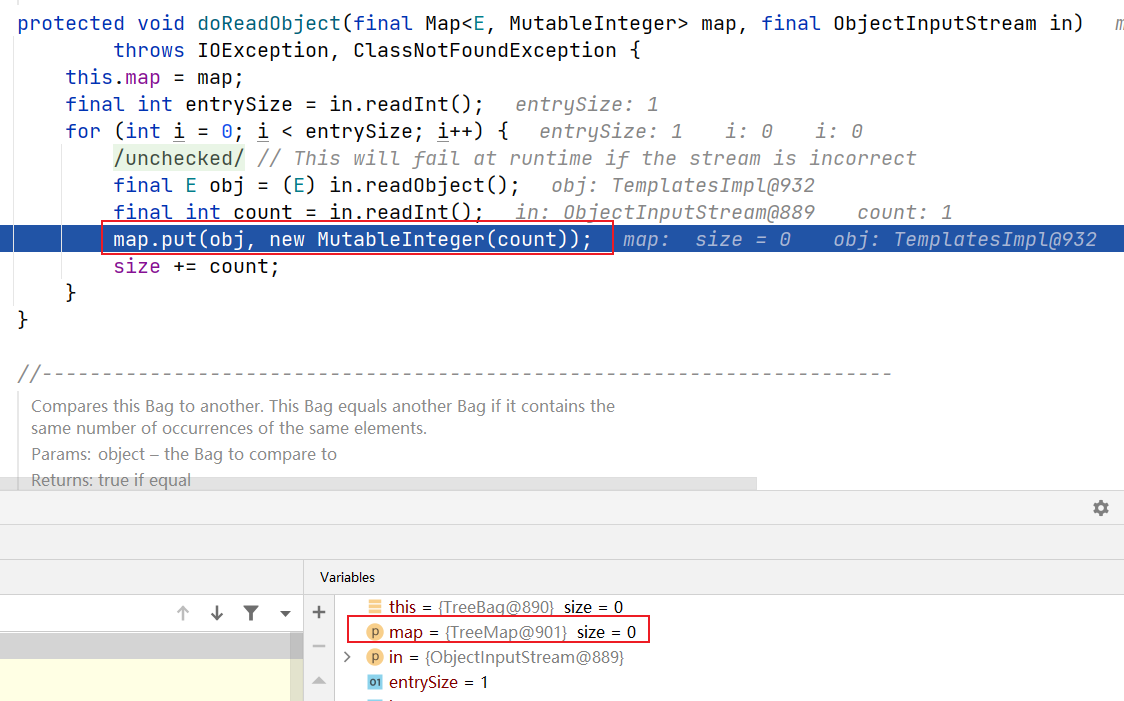 protected void doReadObject(final Map<E, MutableInteger> map, final ObjectInputStream in)
throws IOException, ClassNotFoundException {
this.map = map;
final int entrySize = in.readInt(); entrySize: 1
for (int i = 0; i < entrySize; i++) { entrySize: 1 i: 0 i: 0
/unchecked/ // This will fail at runtime if the stream is incorrect
final E obj = (E) in.readObject(); obj: TemplatesImpl@932
final int count = in.readInt(); in: ObjectInputStream@889 count: 1
map.put(obj, new MutableInteger(count)); map: size = 0 obj: TemplatesImpl@932
size += count;
}
}
//----------------------------------------------------------------------
Compares this Bag to another. This Bag equals another Bag if it contains the
same number of occurrences of the same elements.
Params: object – the Bag to compare to
Returns: true if equal
Variables
this = {TreeBag@890} size = 0
p map = {TreeMap@901} size = 0
p in = {ObjectInputStream@889}
01 entrySize = 1